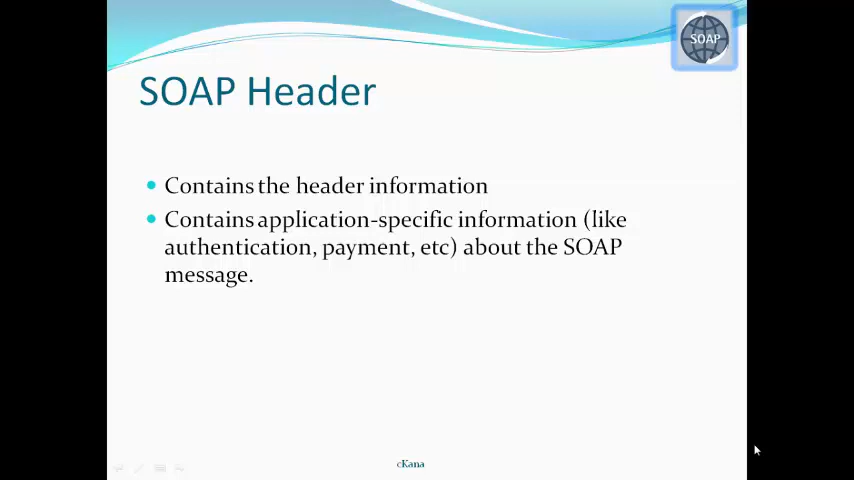 SOAP
SOAP Header
Contains the header information
Contains application-specific information (like
authentication, payment, etc) about the SOAP
message.
cKana